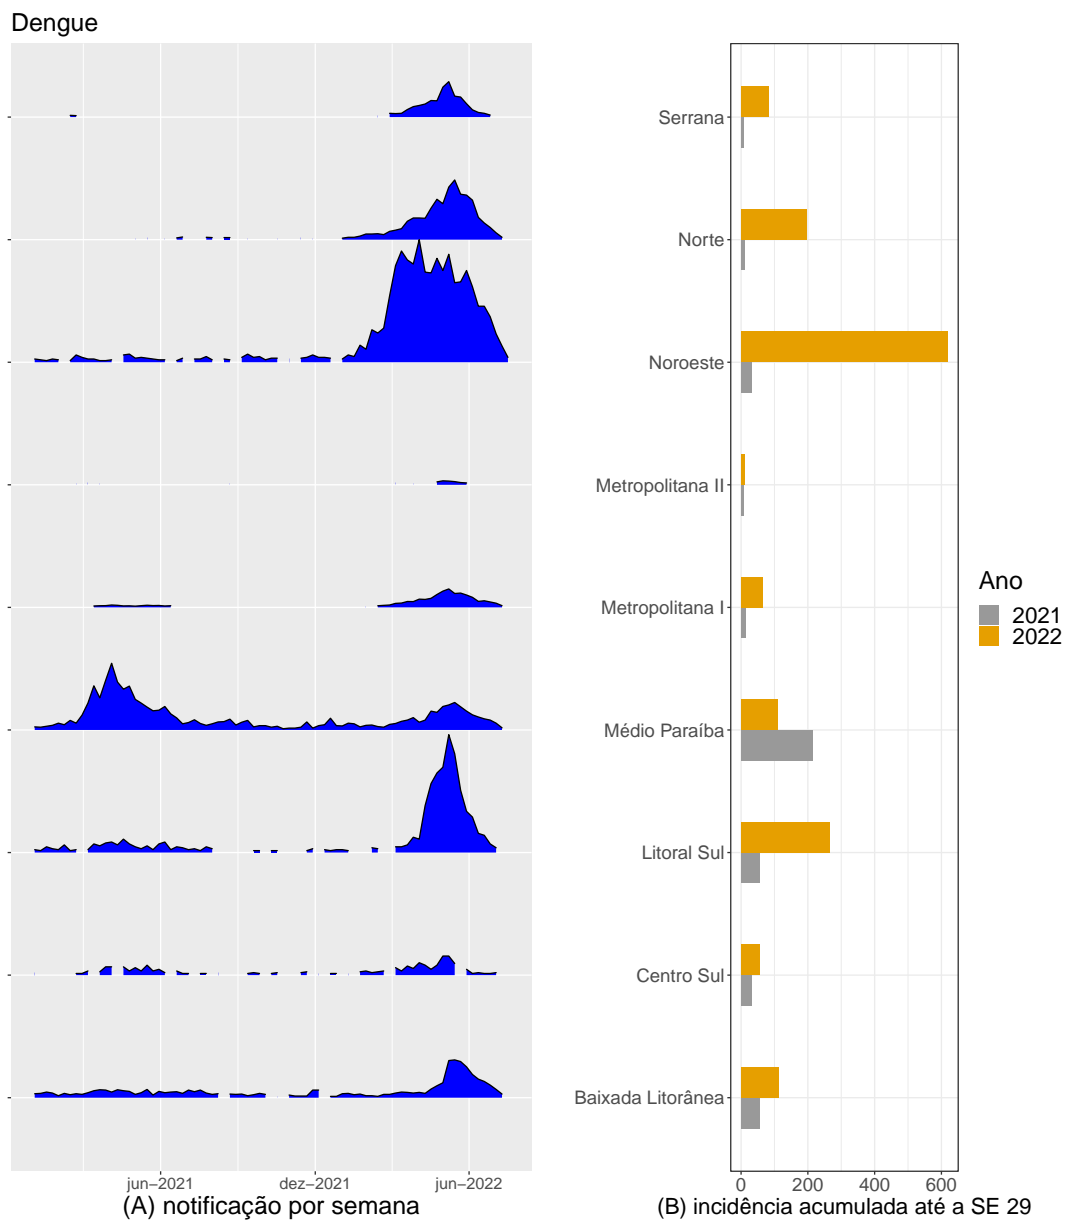 Dengue
Serrana
Norte
Noroeste
Metropolitana II
Metropolitana I
Médio Paraíba
Litoral Sul
Centro Sul
Baixada Litorânea
jun–2021 dez–2021 jun–2022
(A) notificação por semana
0 200 400 600
(B) incidência acumulada até a SE 29
Ano
2021
2022